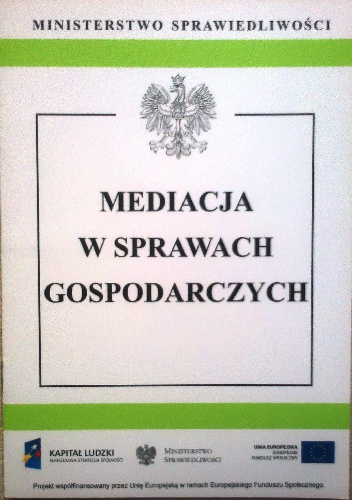 MINISTERSTWO SPRAWIEDLIWOŚCI
MEDIACJA
W SPRAWACH
GOSPODARCZYCH
KAPITAŁ LUDZKI
NARODOWA STRATEGIA SPÓJNOŚCI
MINISTERSTWO
SPRAWIEDLIWOŚCI
UNIA EUROPEJSKA
EUROPEJSKI
FUNDUSZ SPOŁECZNY
Projekt współfinansowany przez Unię Europejską w ramach Europejskiego Funduszu Społecznego